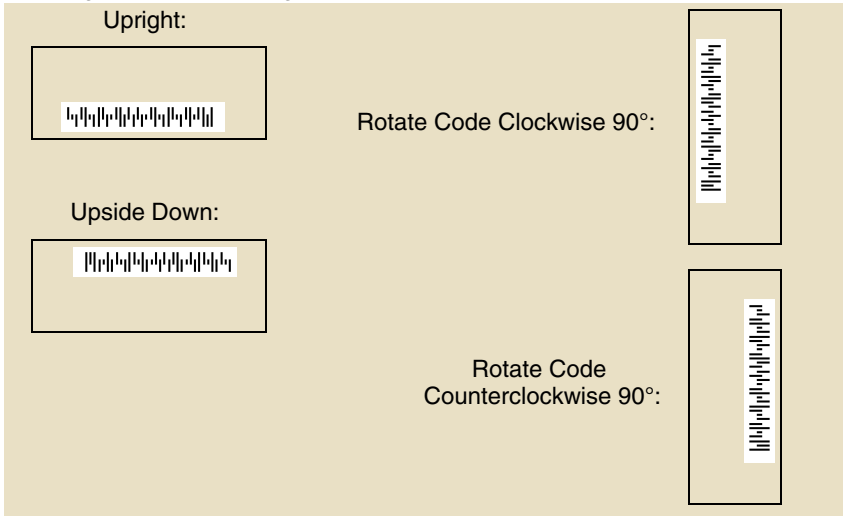 Upright:
Rotate Code Clockwise 90°:
Upside Down:
Rotate Code
Counterclockwise 90°: